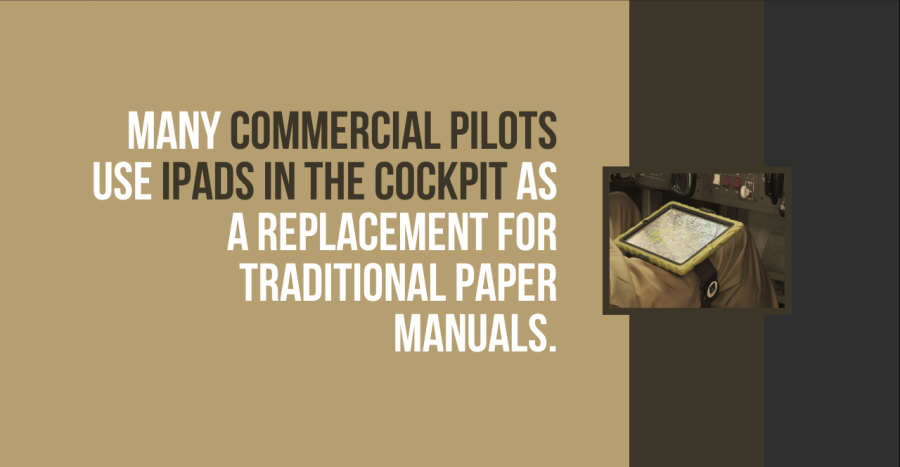 MANY COMMERCIAL PILOTS
USE IPADS IN THE COCKPIT AS
A REPLACEMENT FOR
TRADITIONAL PAPER
MANUALS.